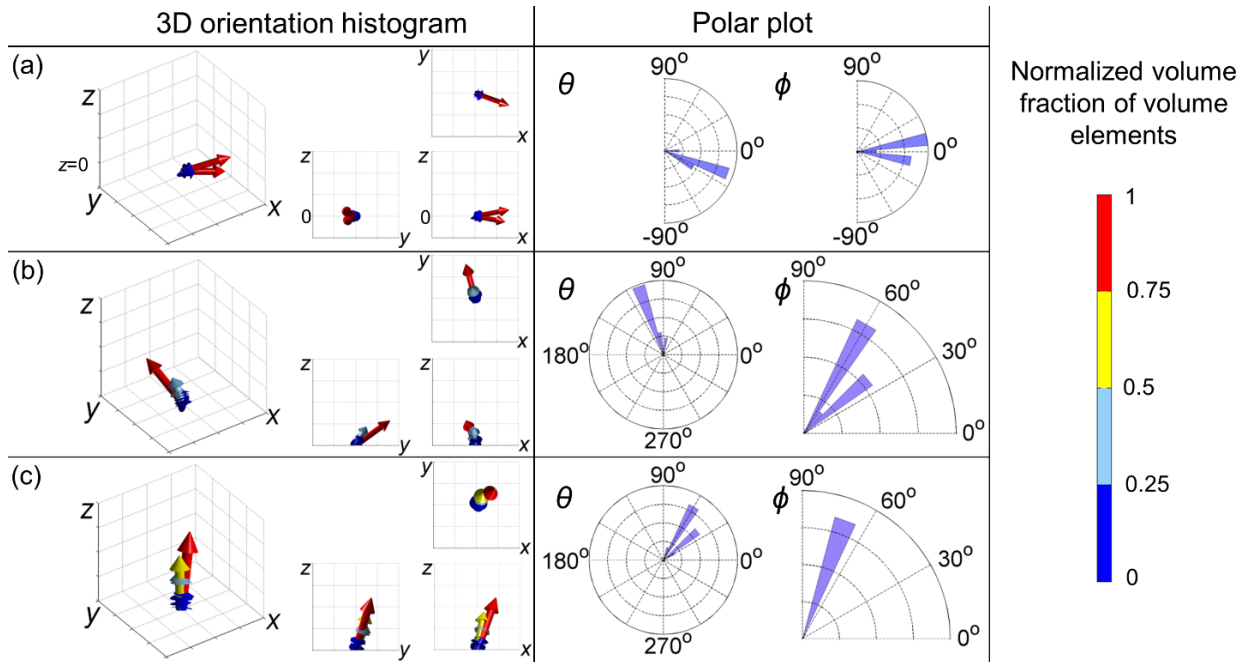 3D orientation histogram
Polar plot
(a)
z
z=0
y
x
y
x
z
0
y
z
0
x
θ
90°
0°
-90°
ϕ
90°
0°
-90°
(b)
z
y
x
y
x
z
y
z
x
θ
90°
180°
0°
270°
ϕ
90°
60°
30°
0°
(c)
z
y
x
y
x
z
y
z
x
θ
90°
180°
0°
270°
ϕ
90°
60°
30°
0°
Normalized volume
fraction of volume
elements
1
0.75
0.5
0.25
0